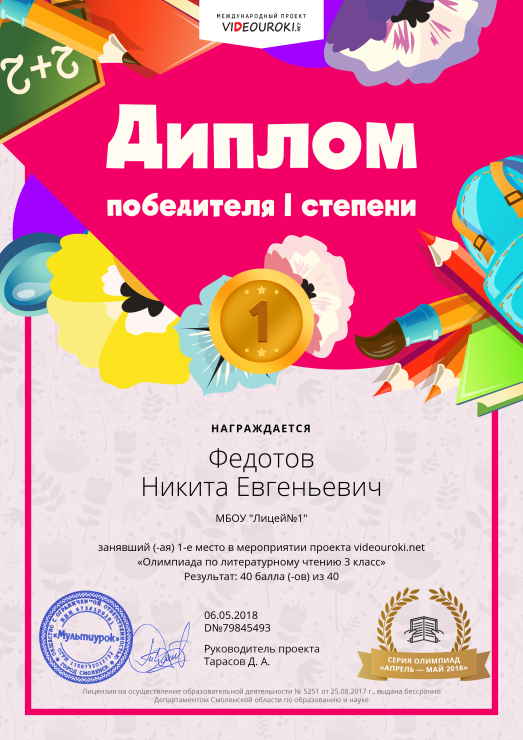 МЕЖДУНАРОДНЫЙ ПРОЕКТ
VIDEOUROKI.NET
2+2
Диплом
победителя I степени
1
НАГРАЖДАЕТСЯ
Федотов
Никита Евгеньевич
МБОУ "Лицей№1"
занявший (-ая) 1-е место в мероприятии проекта videouroki.net
«Олимпиада по литературному чтению 3 класс»
Результат: 40 балла (-ов) из 40
«Мультиурок»
06.05.2018
D№79845493
Руководитель проекта
Тарасов Д. А.
СЕРИЯ ОЛИМПИАД
«АПРЕЛЬ — МАЙ 2018»
Лицензия на осуществление образовательной деятельности № 5251 от 25.08.2017 г., выдана бессрочно
Департаментом Смоленской области по образованию и науке